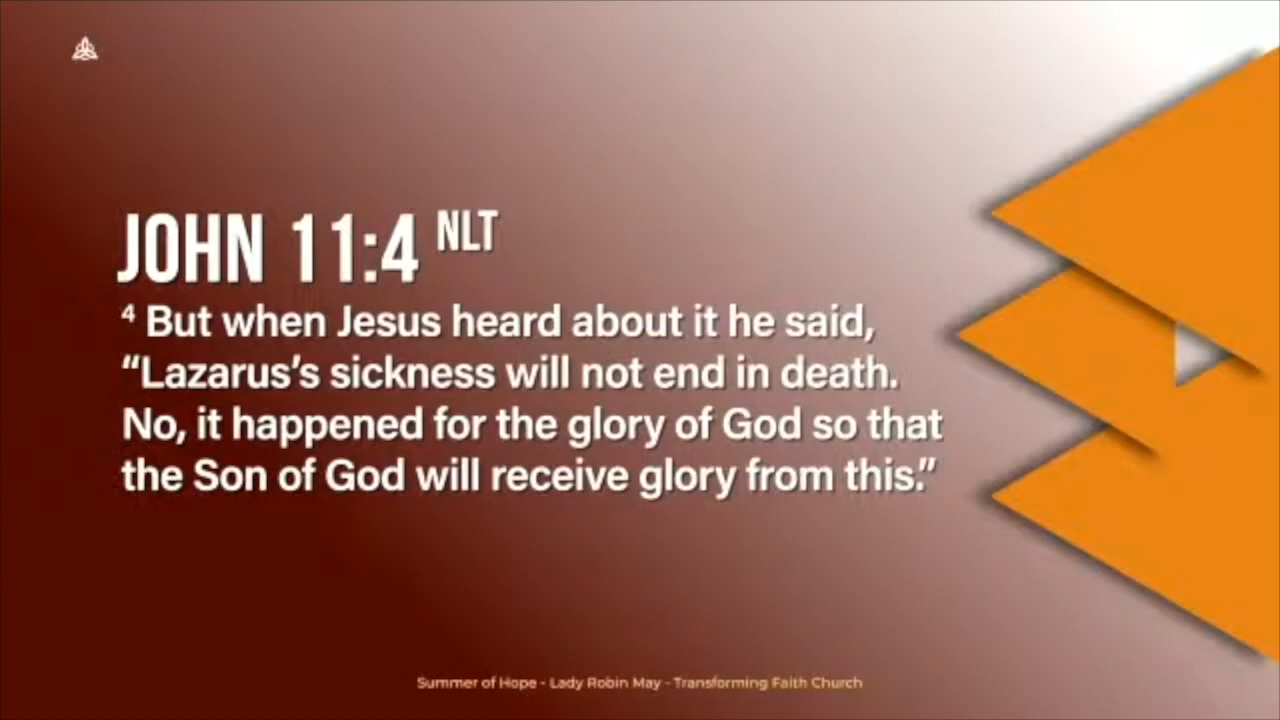 JOHN 11:4 NLT
4 But when Jesus heard about it he said,
“Lazarus’s sickness will not end in death.
No, it happened for the glory of God so that
the Son of God will receive glory from this.”
Summer of Hope - Lady Robin May - Transforming Faith Church